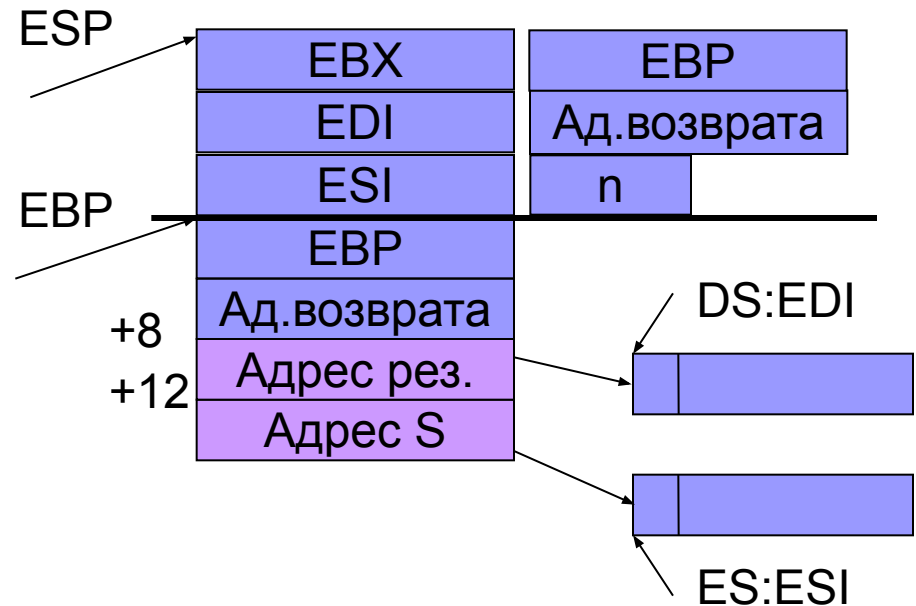 ESP
EBX
EBP
EDI
Ад.возврата
ESI
n
EBP
EBP
Ад.возврата
DS:EDI
+8
Адрес рез.
+12
Адрес S
ES:ESI